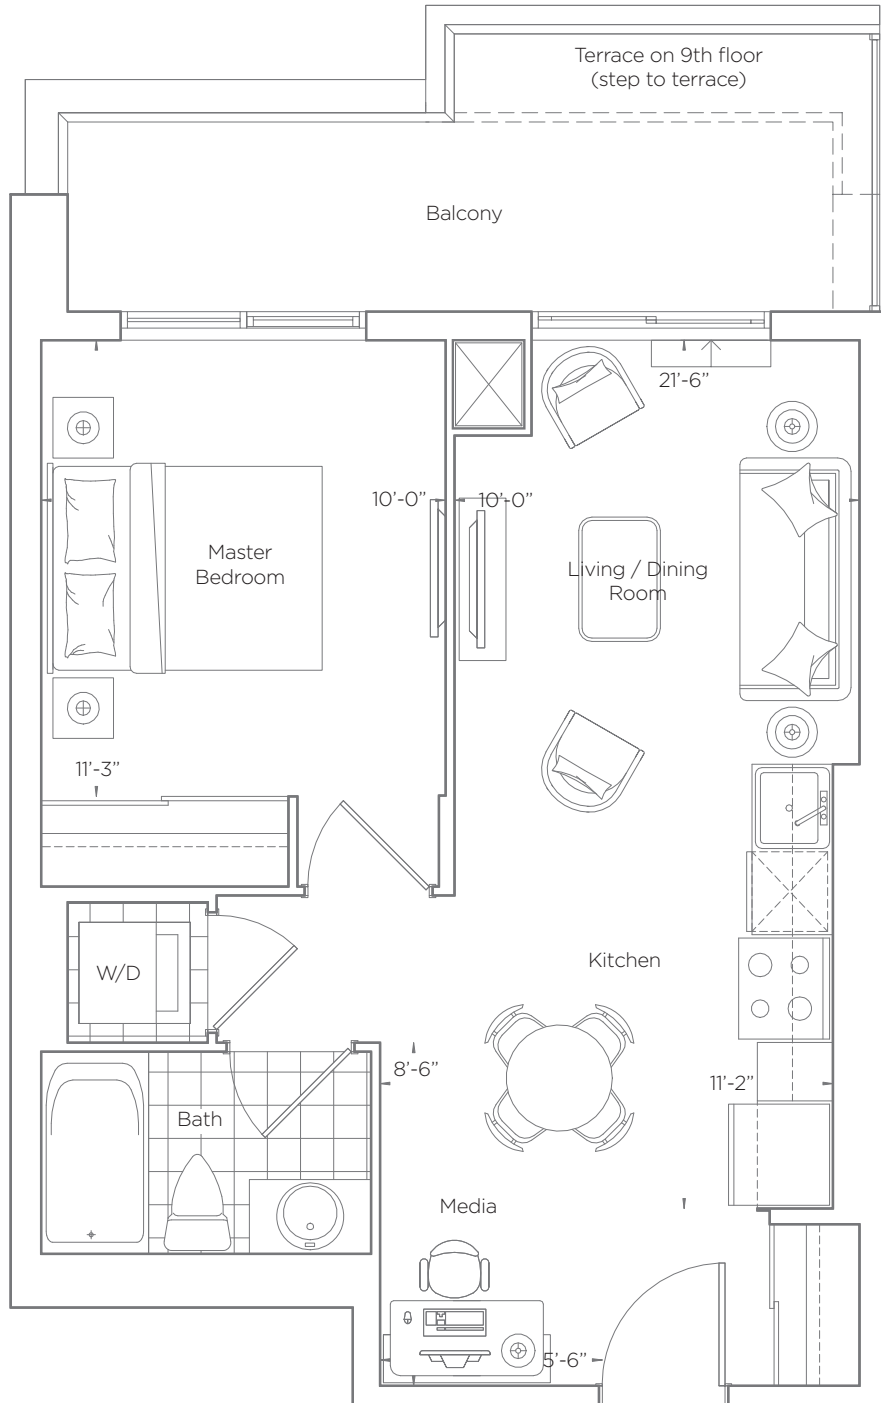 Terrace on 9th floor
(step to terrace)
Balcony
21’-6”
10’-0”
10’-0”
Master
Bedroom
Living / Dining
Room
11’-3”
Kitchen
W/D
8’-6”
11’-2”
Bath
Media
5’-6”